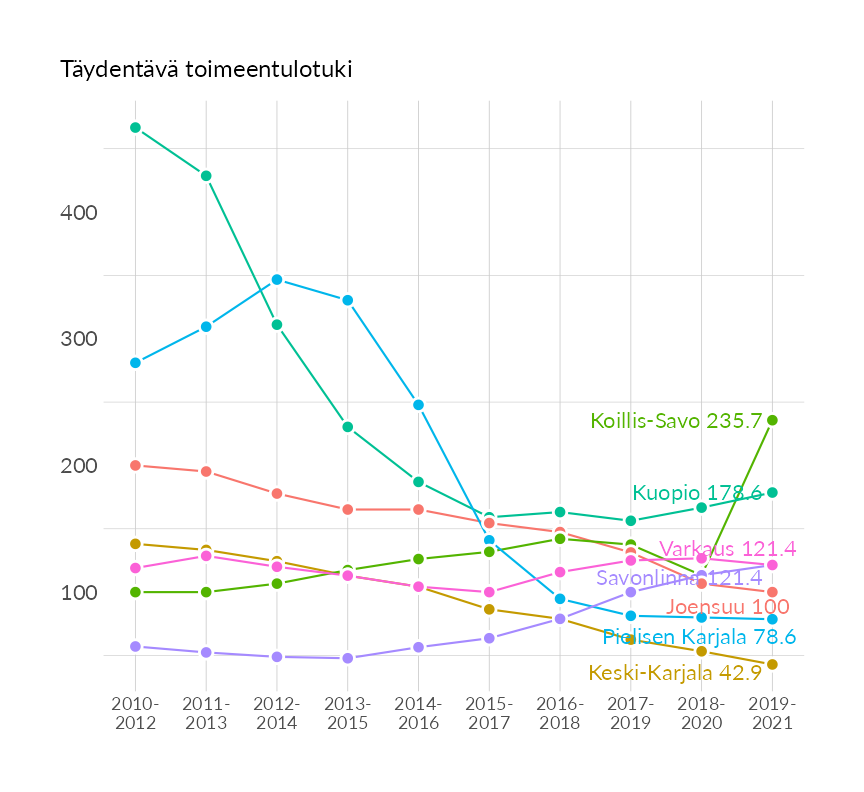 Täydentävä toimeentulotuki
400
300
200
100
Koillis-Savo 235.7
Kuopio 178.6
Varkaus 121.4
Savonlinna 121.4
Joensuu 100
Pielisen Karjala 78.6
Keski-Karjala 42.9
2010- 2011- 2012- 2013- 2014- 2015- 2016- 2017- 2018- 2019-
2012 2013 2014 2015 2016 2017 2018 2019 2020 2021